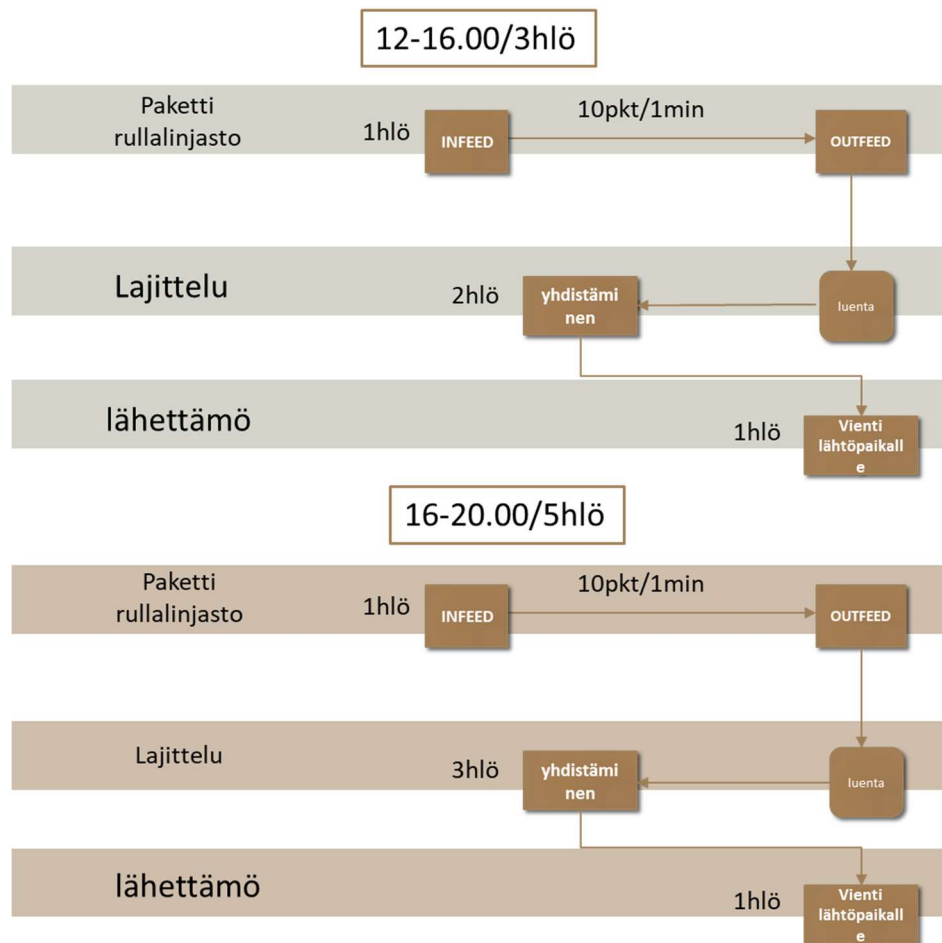 12-16.00/3hlö
Paketti
rullalinjasto
1hlö
INFEED
10pkt/1min
OUTFEED
Lajittelu
2hlö
yhdistämi
nen
luenta
lähettämö
1hlö
Vienti
lähtöpaikall
e
16-20.00/5hlö
Paketti
rullalinjasto
1hlö
INFEED
10pkt/1min
OUTFEED
Lajittelu
3hlö
yhdistämi
nen
luenta
lähettämö
1hlö
Vienti
lähtöpaikall
e